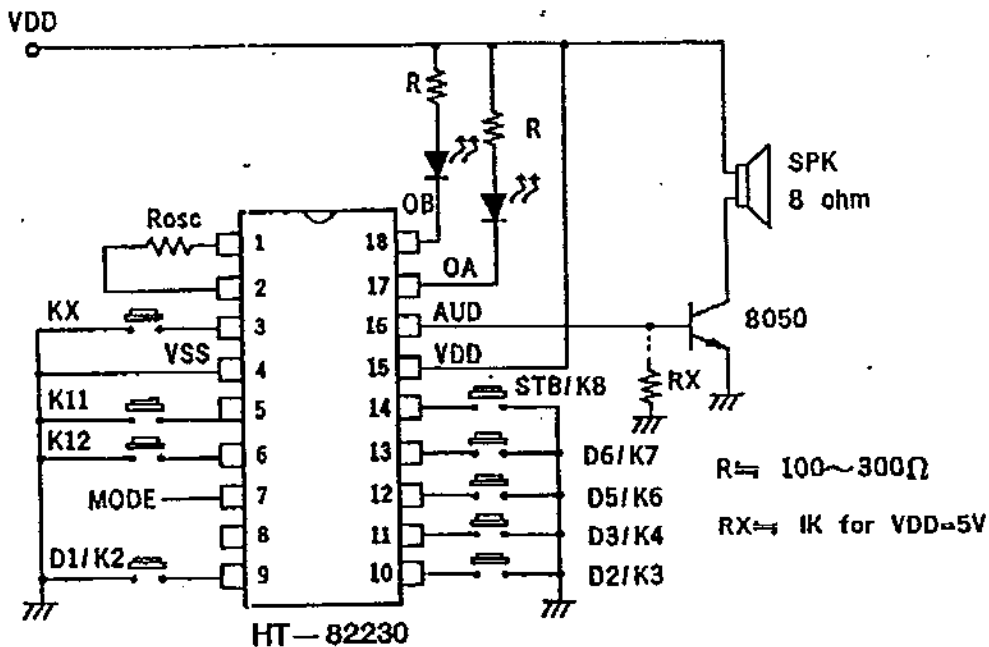 VDD
R
R
SPK
8 ohm
OB
Rosc
1
18
OA
2
17
KX
3
16
AUD
8050
VSS
4
15
VDD
RX
STB/K8
K11
5
14
K12
6
13
D6/K7
R≒ 100~300Ω
MODE
7
12
D5/K6
8
11
D3/K4
RX≒ 1K for VDD=5V
D1/K2
9
10
D2/K3
HT-82230